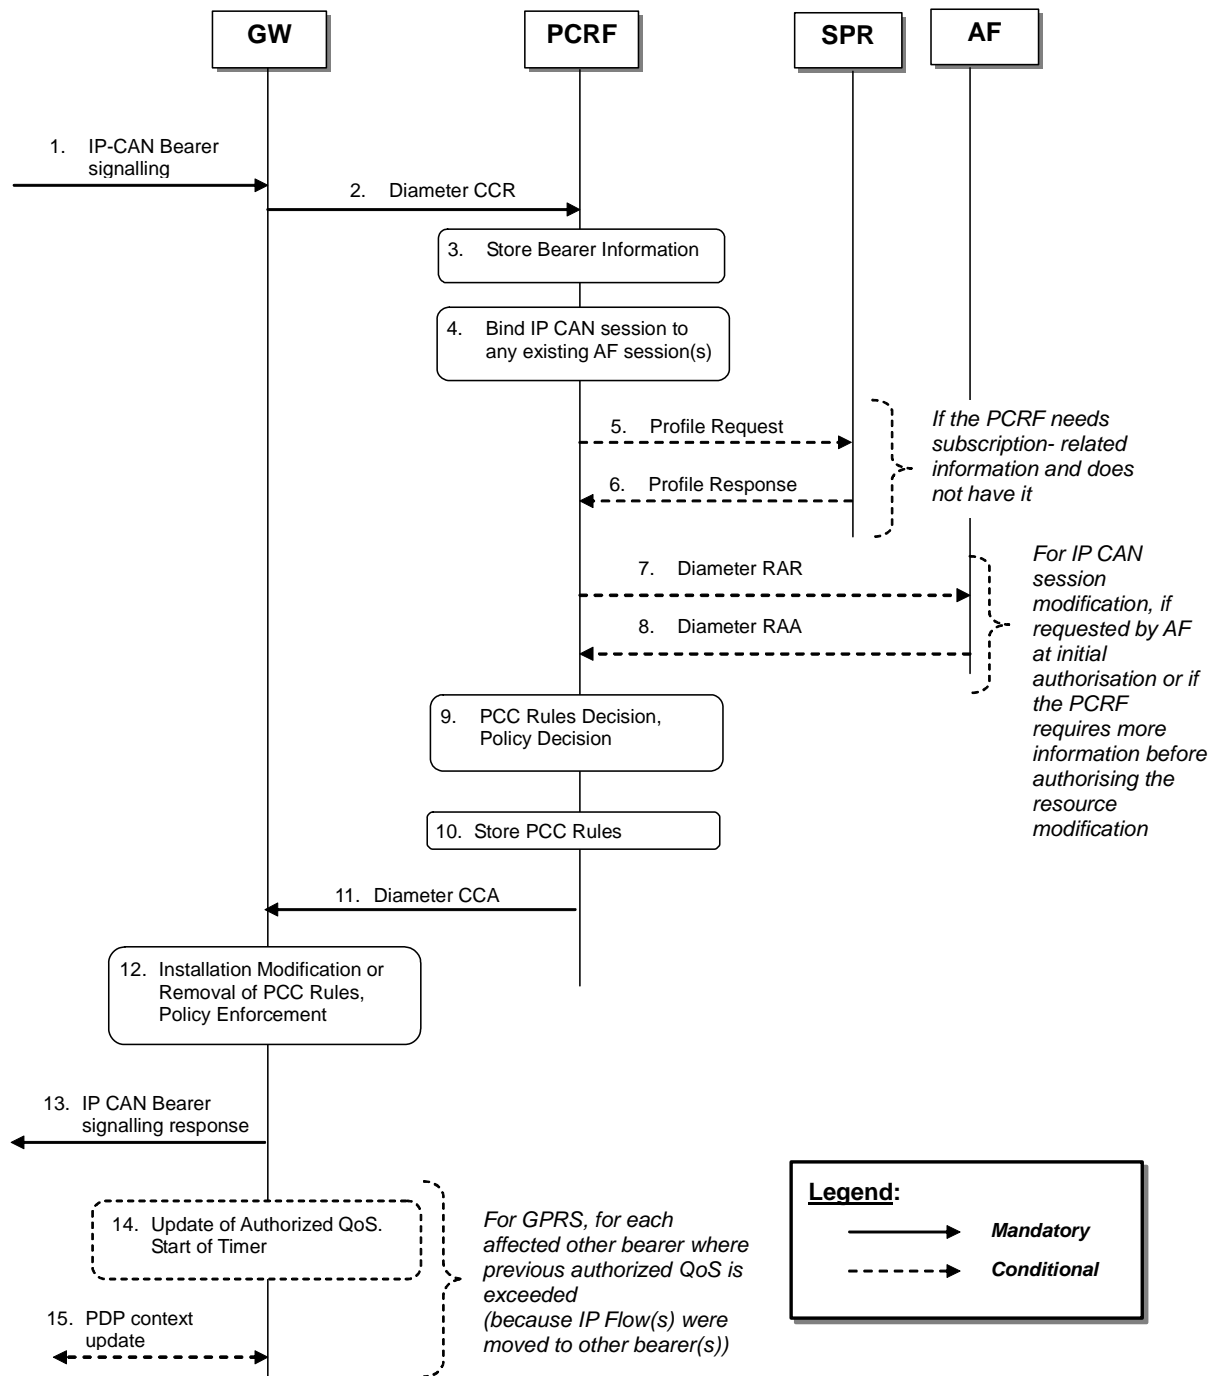 GW
PCRF
SPR
AF
1. IP-CAN Bearer
signalling
2. Diameter CCR
3. Store Bearer Information
4. Bind IP CAN session to
any existing AF session(s)
5. Profile Request
6. Profile Response
If the PCRF needs
subscription- related
information and does
not have it
7. Diameter RAR
8. Diameter RAA
For IP CAN
session
modification, if
requested by AF
at initial
authorisation or if
the PCRF
requires more
information before
authorising the
resource
modification
9. PCC Rules Decision,
Policy Decision
10. Store PCC Rules
11. Diameter CCA
12. Installation Modification or
Removal of PCC Rules,
Policy Enforcement
13. IP CAN Bearer
signalling response
14. Update of Authorized QoS.
Start of Timer
For GPRS, for each
affected other bearer where
previous authorized QoS is
exceeded
(because IP Flow(s) were
moved to other bearer(s))
15. PDP context
update
Legend:
Mandatory
Conditional